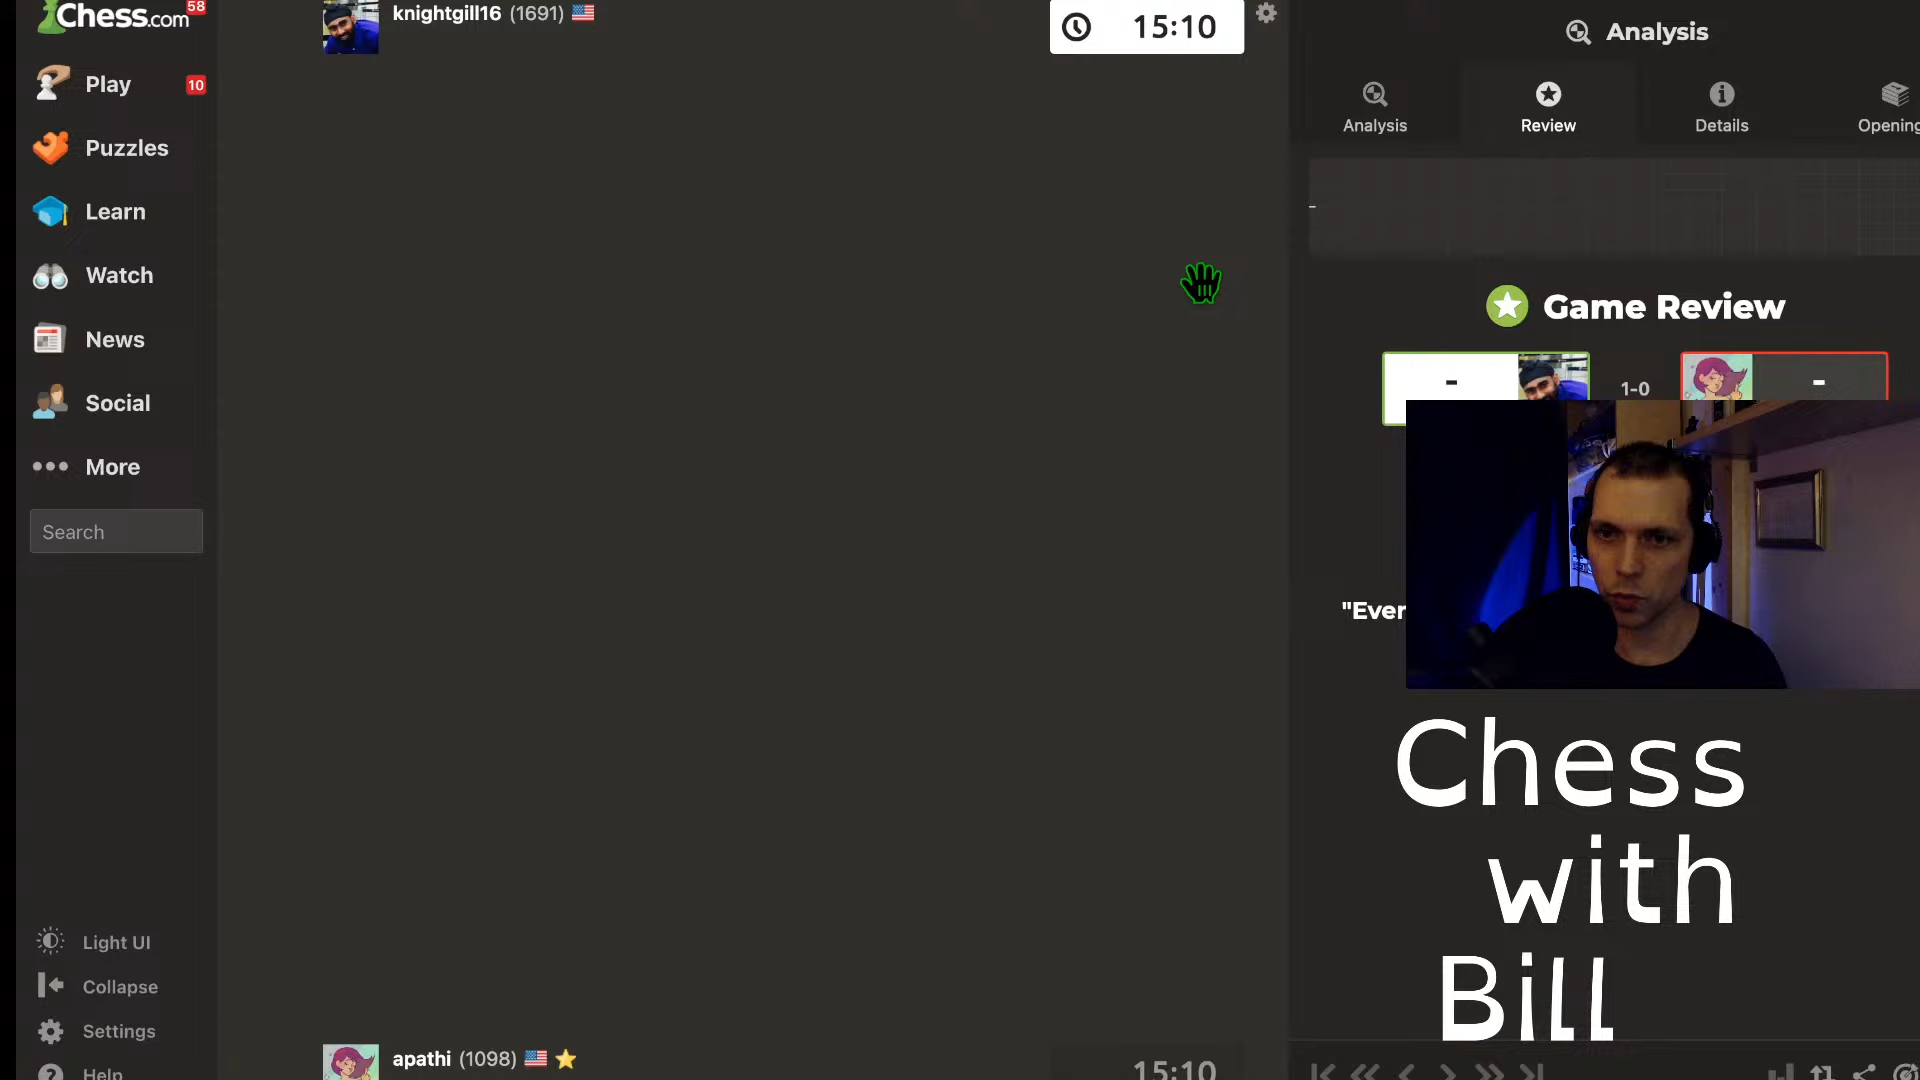 Chess.com 58
knightgill16 (1691)
15:10
Analysis
Play 10
Analysis
Review
Details
Opening
Puzzles
Learn
Watch
Game Review
News
- 1-0 -
Social
More
Search
"Ever
Chess
with
Bill
Light UI
Collapse
Settings
Help
apathi (1098)
15:10